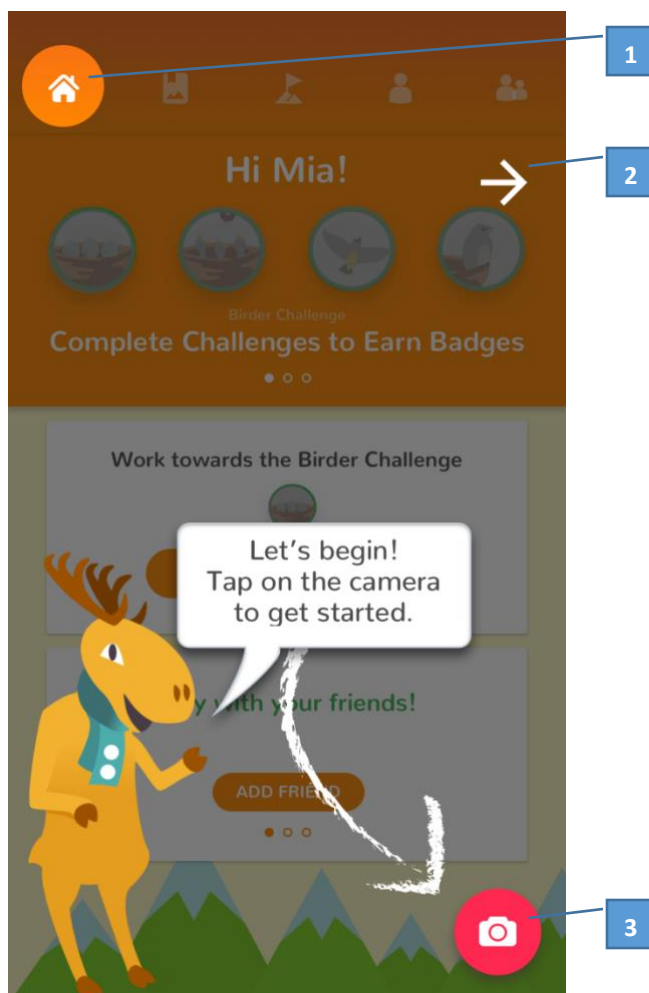 1
2
Hi Mia!
Birder Challenge
Complete Challenges to Earn Badges
Work towards the Birder Challenge
Let's begin!
Tap on the camera
to get started.
with your friends!
ADD FRIEND
3